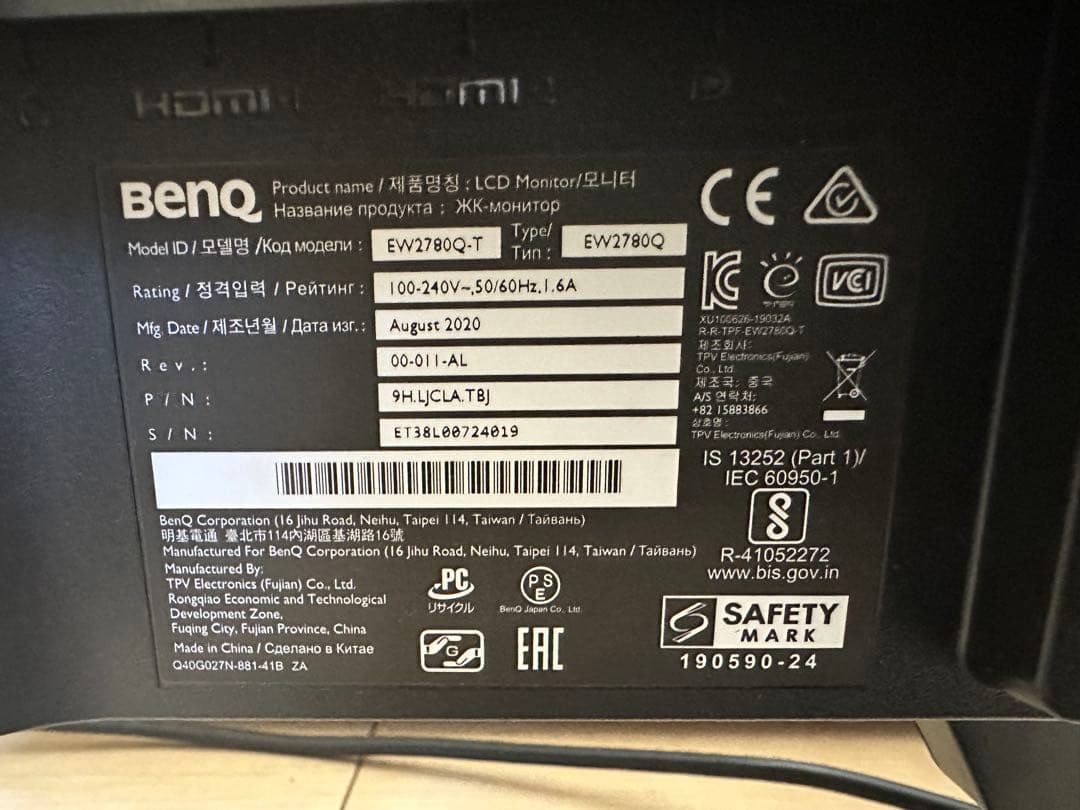 HDMI HDMI
BenQ Product name / 제품명칭 : LCD Monitor/모니터
Название продукта : ЖК-монитор
Model ID / 모델명 /Код модели : EW2780Q-T Type/ Тип : EW2780Q
Rating / 정격입력 / Рейтинг : 100-240V~,50/60Hz,1.6A
Mfg. Date / 제조년월 / Дата изг. : August 2020
Rev. : 00-011-AL
P / N : 9H.LJCLA.TBJ
S / N : ET38L00724019
BenQ Corporation (16 Jihu Road, Neihu, Taipei 114, Taiwan / Тайвань)
明基電通 臺北市114內湖區基湖路16號
Manufactured For BenQ Corporation (16 Jihu Road, Neihu, Taipei 114, Taiwan / Тайвань)
Manufactured By:
TPV Electronics (Fujian) Co., Ltd.
Rongqiao Economic and Technological
Development Zone,
Fuqing City, Fujian Province, China
Made in China / Сделано в Китае
Q40G027N-881-41B ZA
PC
リサイクル
PSE
BenQ Japan Co., Ltd.
G
EAC
CE
KC
VCCI
XU100626-19032A
R-R-TPF-EW2780Q-T
제조회사:
TPV Electronics(Fujian)
Co., Ltd.
제조국: 중국
A/S 연락처:
+82 15883866
상호명:
TPV Electronics(Fujian) Co., Ltd.
IS 13252 (Part 1)/
IEC 60950-1
R-41052272
www.bis.gov.in
SAFETY
MARK
190590-24